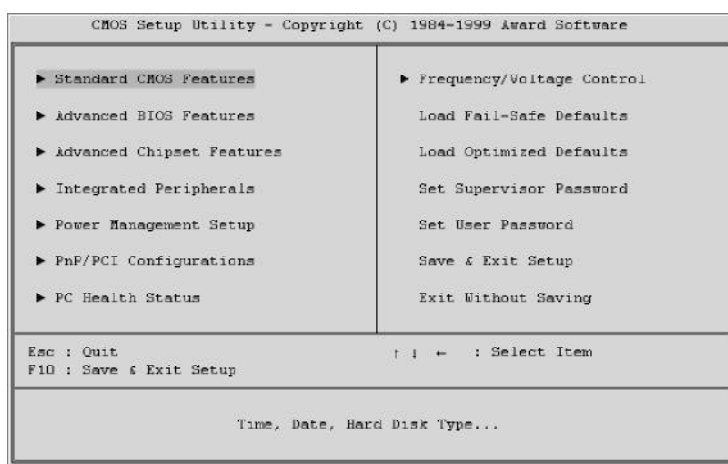 CMOS Setup Utility - Copyright (C) 1984-1999 Award Software
▶ Standard CMOS Features
▶ Advanced BIOS Features
▶ Advanced Chipset Features
▶ Integrated Peripherals
▶ Power Management Setup
▶ PnP/PCI Configurations
▶ PC Health Status
▶ Frequency/Voltage Control
Load Fail-Safe Defaults
Load Optimized Defaults
Set Supervisor Password
Set User Password
Save & Exit Setup
Exit Without Saving
Esc : Quit
F10 : Save & Exit Setup
↑ ↓ ← : Select Item
Time, Date, Hard Disk Type...